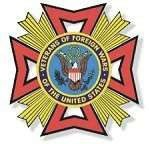 VETERANS OF FOREIGN WARS
OF THE UNITED STATES